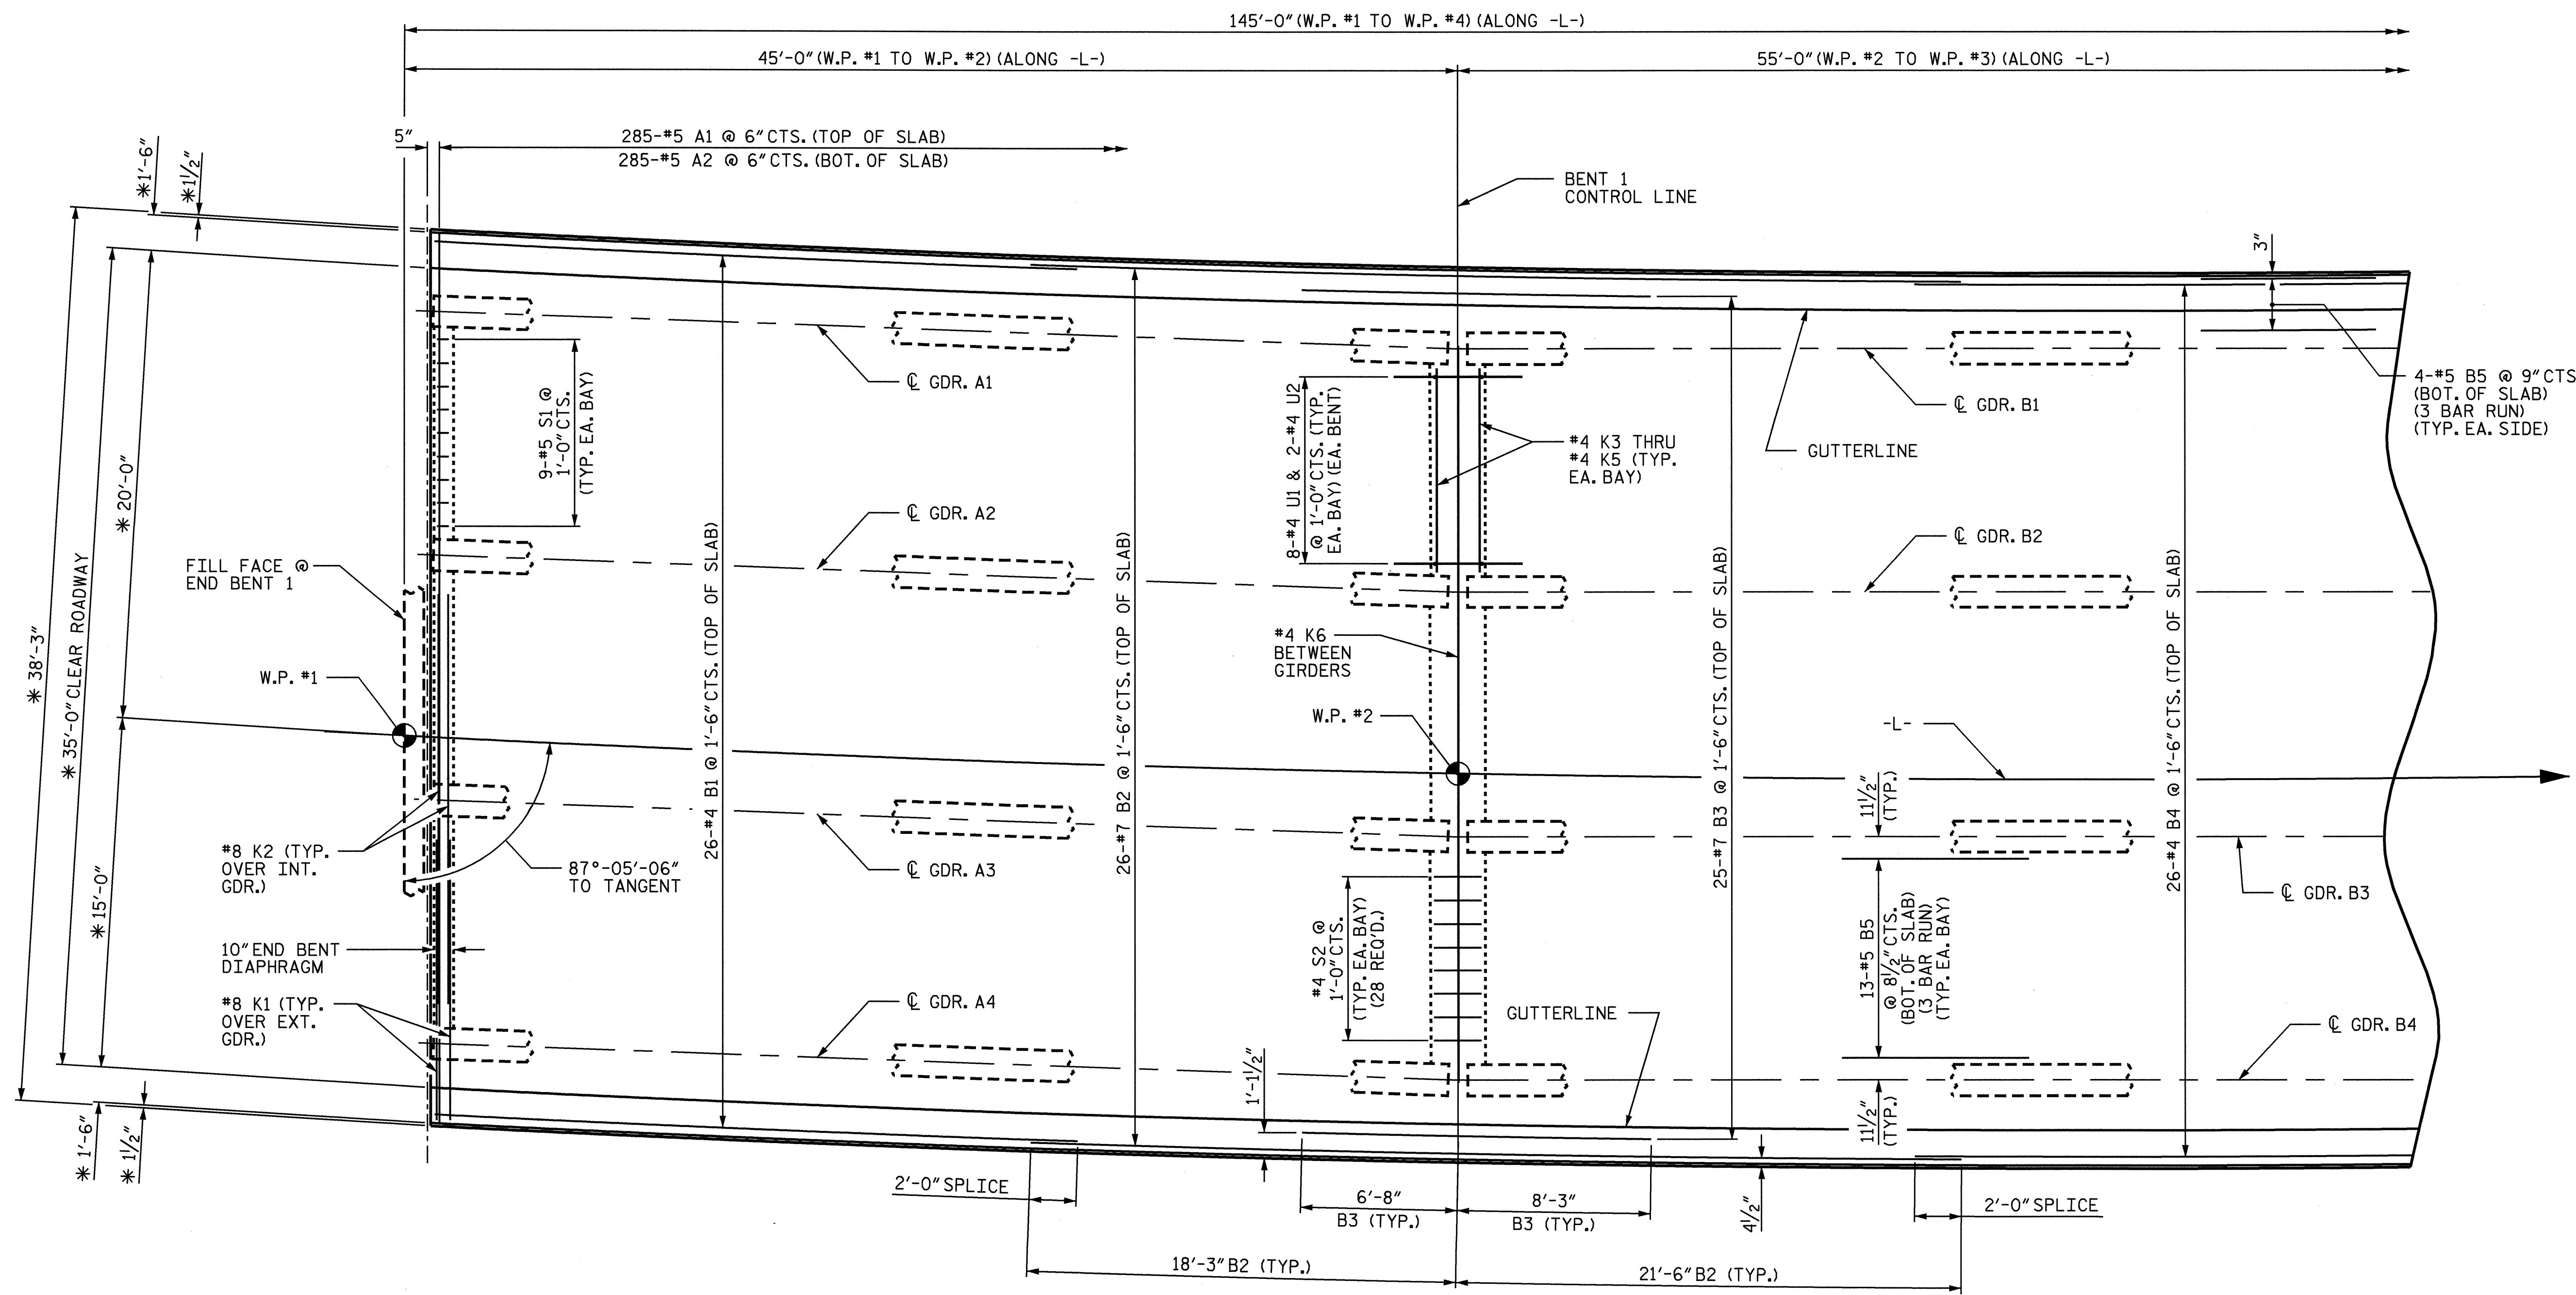 145'-0" (W.P. #1 TO W.P. #4) (ALONG -L-)
45'-0" (W.P. #1 TO W.P. #2) (ALONG -L-)
55'-0" (W.P. #2 TO W.P. #3) (ALONG -L-)
5"
285-#5 A1 @ 6" CTS. (TOP OF SLAB)
285-#5 A2 @ 6" CTS. (BOT. OF SLAB)
BENT 1
CONTROL LINE
*1'-6"
*1½"
3"
℄ GDR. A1
℄ GDR. B1
4-#5 B5 @ 9" CTS
(BOT. OF SLAB)
(3 BAR RUN)
(TYP. EA. SIDE)
GUTTERLINE
9-#5 S1 @
1'-0" CTS.
(TYP. EA. BAY)
8-#4 U1 & 2-#4 U2
@ 1'-0" CTS. (TYP.
EA. BAY) (EA. BENT)
#4 K3 THRU
#4 K5 (TYP.
EA. BAY)
* 20'-0"
℄ GDR. A2
℄ GDR. B2
FILL FACE @
END BENT 1
* 38'-3"
* 35'-0" CLEAR ROADWAY
26-#4 B1 @ 1'-6" CTS. (TOP OF SLAB)
26-#7 B2 @ 1'-6" CTS. (TOP OF SLAB)
25-#7 B3 @ 1'-6" CTS. (TOP OF SLAB)
26-#4 B4 @ 1'-6" CTS. (TOP OF SLAB)
#4 K6
BETWEEN
GIRDERS
W.P. #1
W.P. #2
-L-
11½"
(TYP.)
#8 K2 (TYP.
OVER INT.
GDR.)
87°-05'-06"
TO TANGENT
℄ GDR. A3
℄ GDR. B3
*15'-0"
#4 S2 @
1'-0" CTS.
(TYP. EA. BAY)
(28 REQ'D.)
13-#5 B5
@ 8½" CTS.
(BOT. OF SLAB)
(3 BAR RUN)
(TYP. EA. BAY)
10" END BENT
DIAPHRAGM
#8 K1 (TYP.
OVER EXT.
GDR.)
℄ GDR. A4
GUTTERLINE
℄ GDR. B4
1'-1½"
11½"
(TYP.)
* 1'-6"
* 1½"
2'-0" SPLICE
6'-8"
B3 (TYP.)
8'-3"
B3 (TYP.)
4½"
2'-0" SPLICE
18'-3" B2 (TYP.)
21'-6" B2 (TYP.)